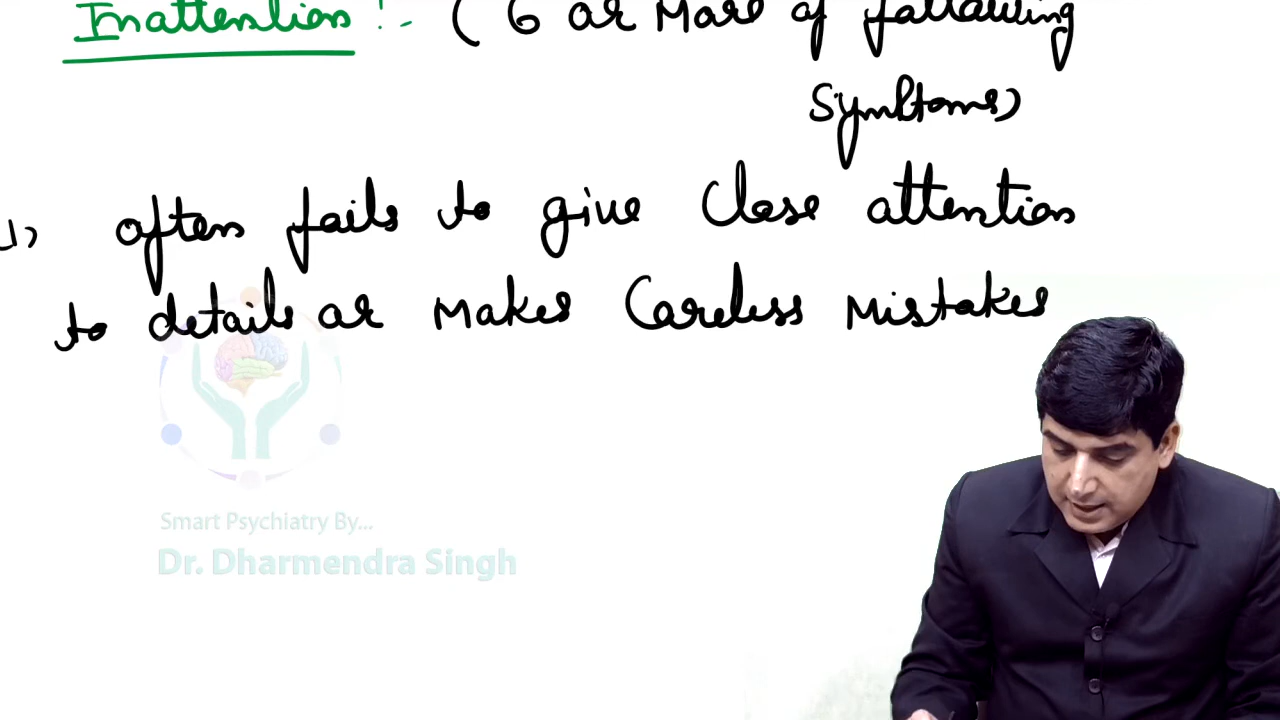 Inattention :- ( 6 or More of following
Symptoms)
1) often fails to give Close attention
to details or Makes Careless Mistakes
Smart Psychiatry By...
Dr. Dharmendra Singh